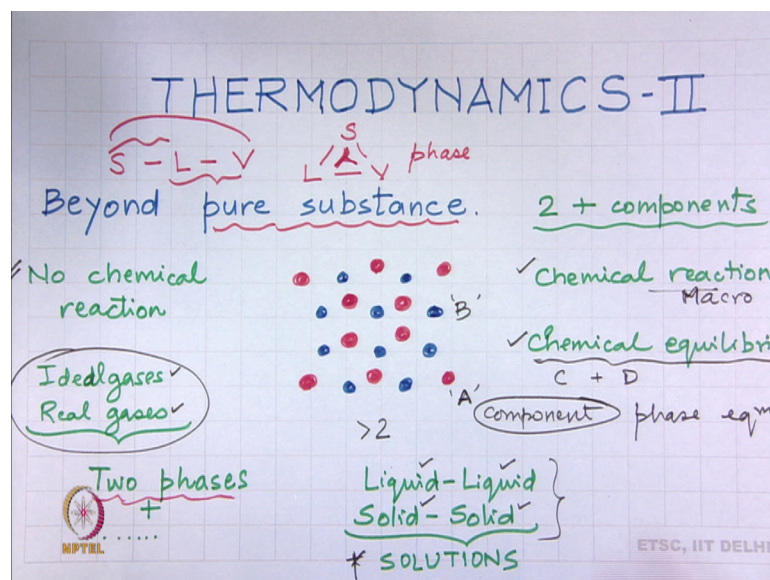 THERMODYNAMICS-II
S - L - V
S
L V
phase
Beyond pure substance.
2 + components
No chemical
reaction
Ideal gases
Real gases
Two phases
+
......
'B'
'A'
>2
Liquid-Liquid
Solid-Solid
* SOLUTIONS
Chemical reaction
Macro
Chemical equilibri
C + D
component phase eqm
NPTEL
ETSC, IIT DELHI